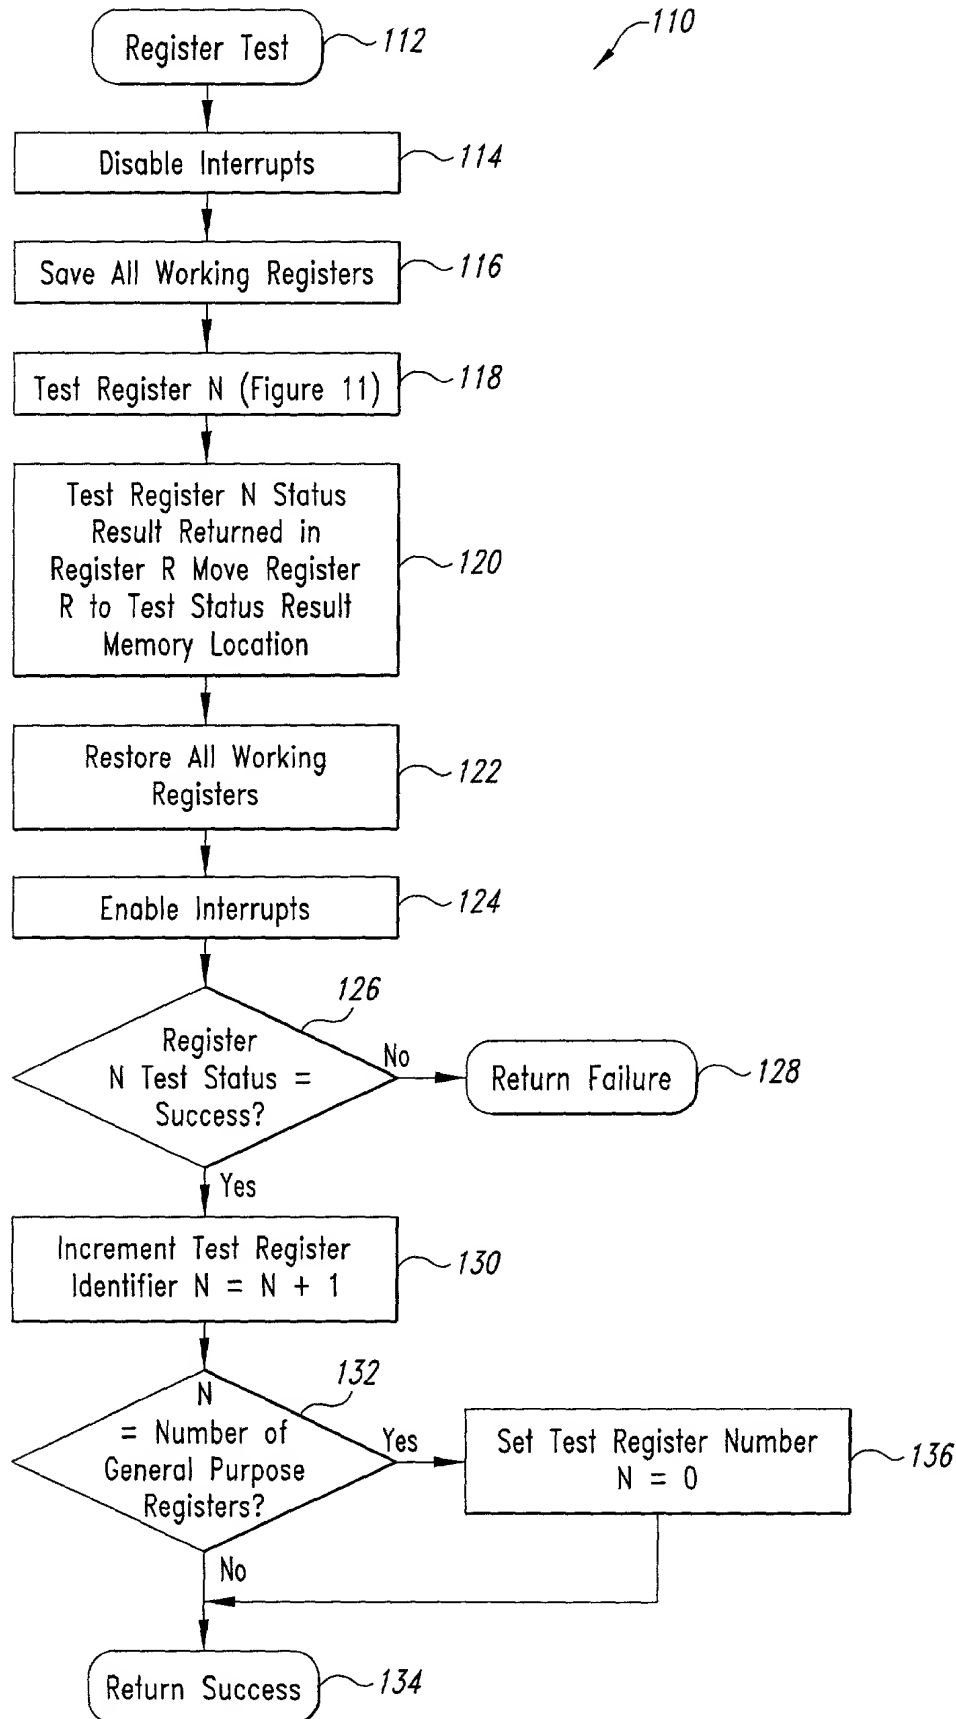 Register Test
112
110
Disable Interrupts
114
Save All Working Registers
116
Test Register N (Figure 11)
118
Test Register N Status
Result Returned in
Register R Move Register
R to Test Status Result
Memory Location
120
Restore All Working
Registers
122
Enable Interrupts
124
126
Register
N Test Status =
Success?
No
Return Failure
128
Yes
Increment Test Register
Identifier N = N + 1
130
132
N
= Number of
General Purpose
Registers?
Yes
Set Test Register Number
N = 0
136
No
Return Success
134